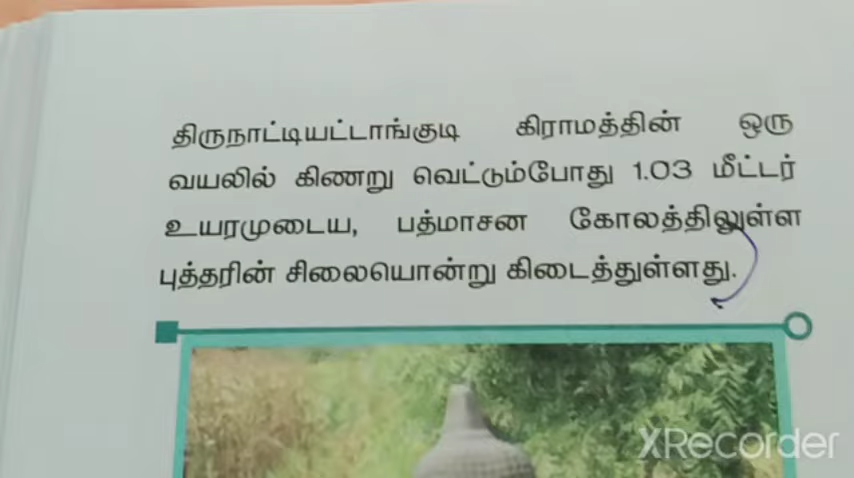 திருநாட்டியட்டாங்குடி கிராமத்தின் ஒரு
வயலில் கிணறு வெட்டும்போது 1.03 மீட்டர்
உயரமுடைய, பத்மாசன கோலத்திலுள்ள
புத்தரின் சிலையொன்று கிடைத்துள்ளது.
XRecorder